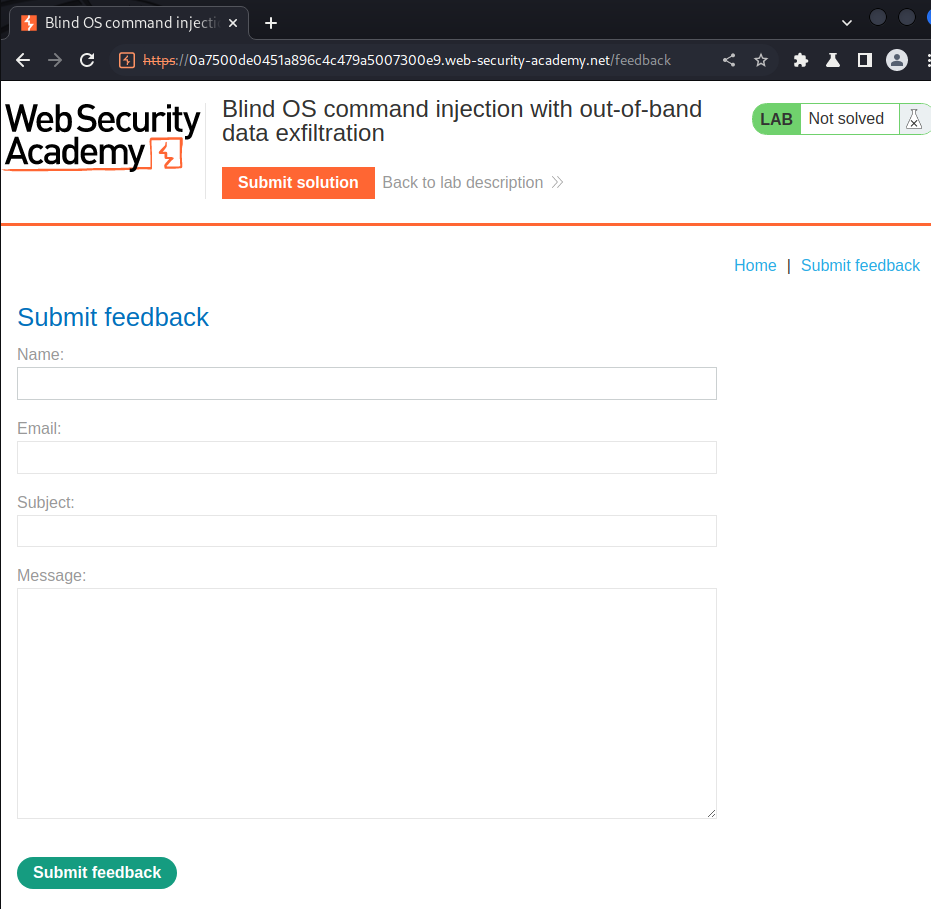 Blind OS command injecti
https://0a7500de0451a896c4c479a5007300e9.web-security-academy.net/feedback
Web Security
Academy
Blind OS command injection with out-of-band
data exfiltration
LAB Not solved
Submit solution Back to lab description
Home | Submit feedback
Submit feedback
Name:
Email:
Subject:
Message:
Submit feedback